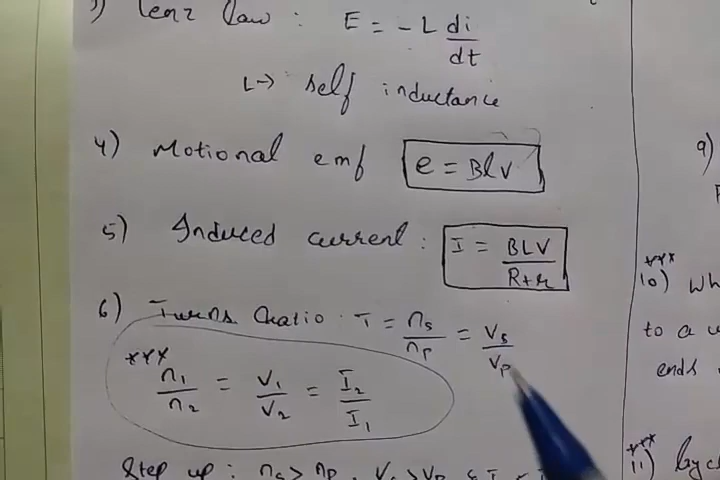 3) Lenz Law : E = -L di/dt
L→ self inductance
4) Motional emf e = Blv
5) Induced current : I = BLV/R+r
6) Turns Ratio : T = ns/np = Vs/Vp
***
n1/n2 = V1/V2 = I2/I1
Step up : ns > np , Vs > Vp &
9)
***
10) Wh
to a
ends
***
11)